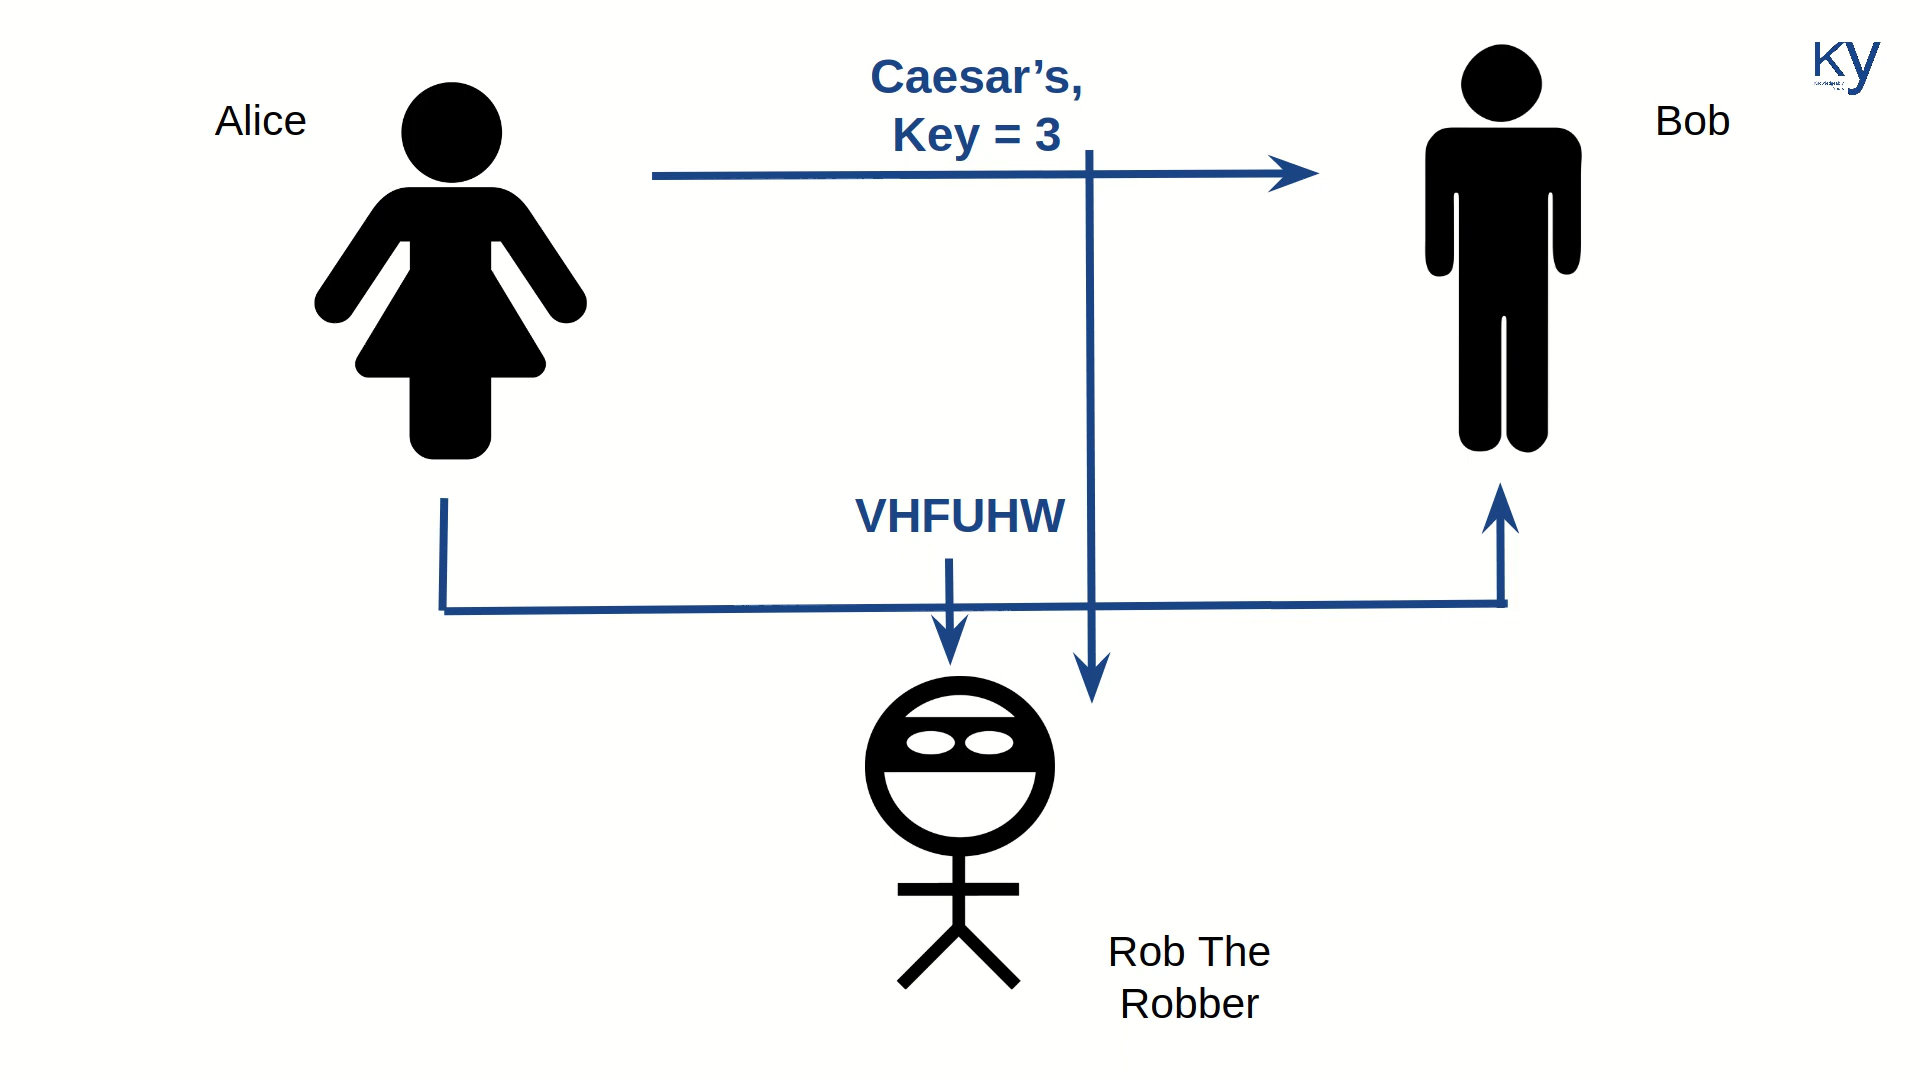 Caesar’s,
Key = 3
Alice
Bob
ky
VHFUHW
Rob The
Robber